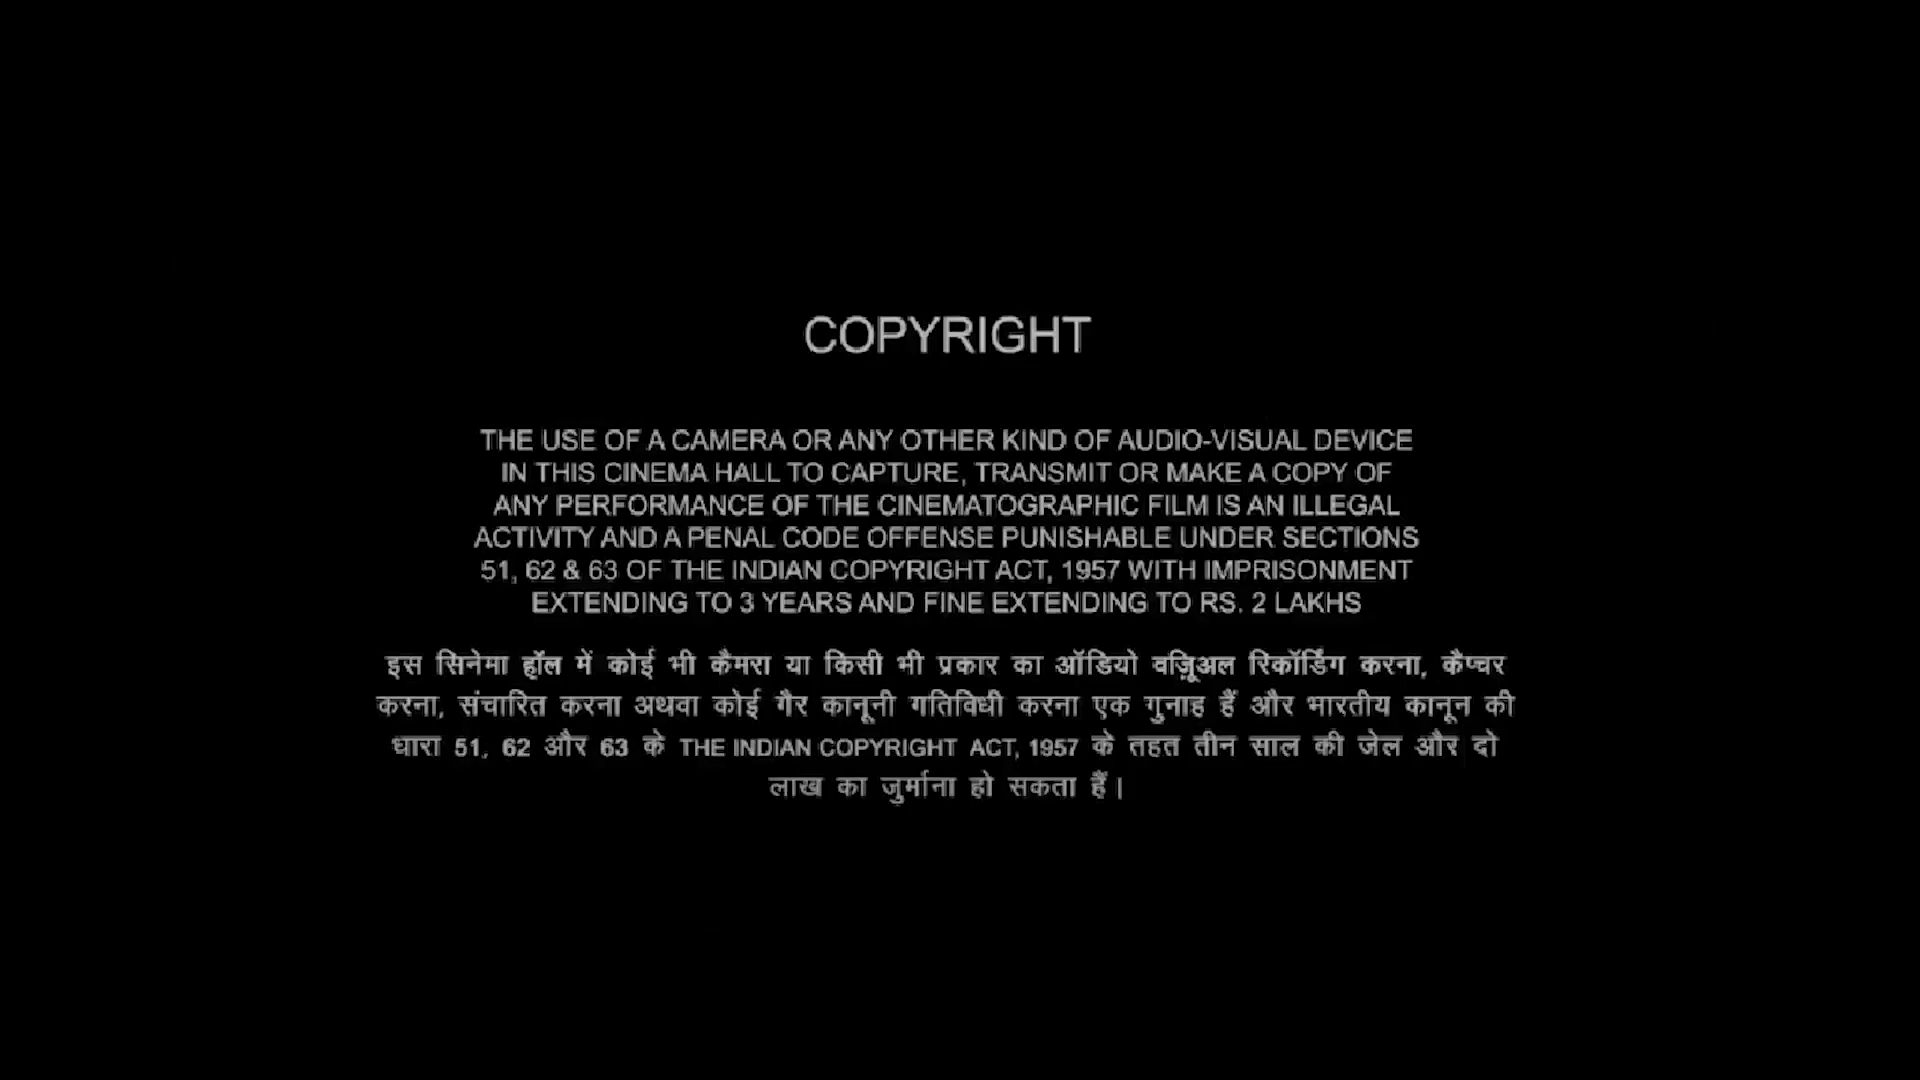 COPYRIGHT
THE USE OF A CAMERA OR ANY OTHER KIND OF AUDIO-VISUAL DEVICE
IN THIS CINEMA HALL TO CAPTURE, TRANSMIT OR MAKE A COPY OF
ANY PERFORMANCE OF THE CINEMATOGRAPHIC FILM IS AN ILLEGAL
ACTIVITY AND A PENAL CODE OFFENSE PUNISHABLE UNDER SECTIONS
51, 62 & 63 OF THE INDIAN COPYRIGHT ACT, 1957 WITH IMPRISONMENT
EXTENDING TO 3 YEARS AND FINE EXTENDING TO RS. 2 LAKHS
इस सिनेमा हॉल में कोई भी कैमरा या किसी भी प्रकार का ऑडियो वज़िुअल रिकॉर्डिंग करना, कैप्चर
करना, संचारित करना अथवा कोई गैर कानूनी गतिविधी करना एक गुनाह हैं और भारतीय कानून की
धारा 51, 62 और 63 के THE INDIAN COPYRIGHT ACT, 1957 के तहत तीन साल की जेल और दो
लाख का जुर्माना हो सकता हैं।